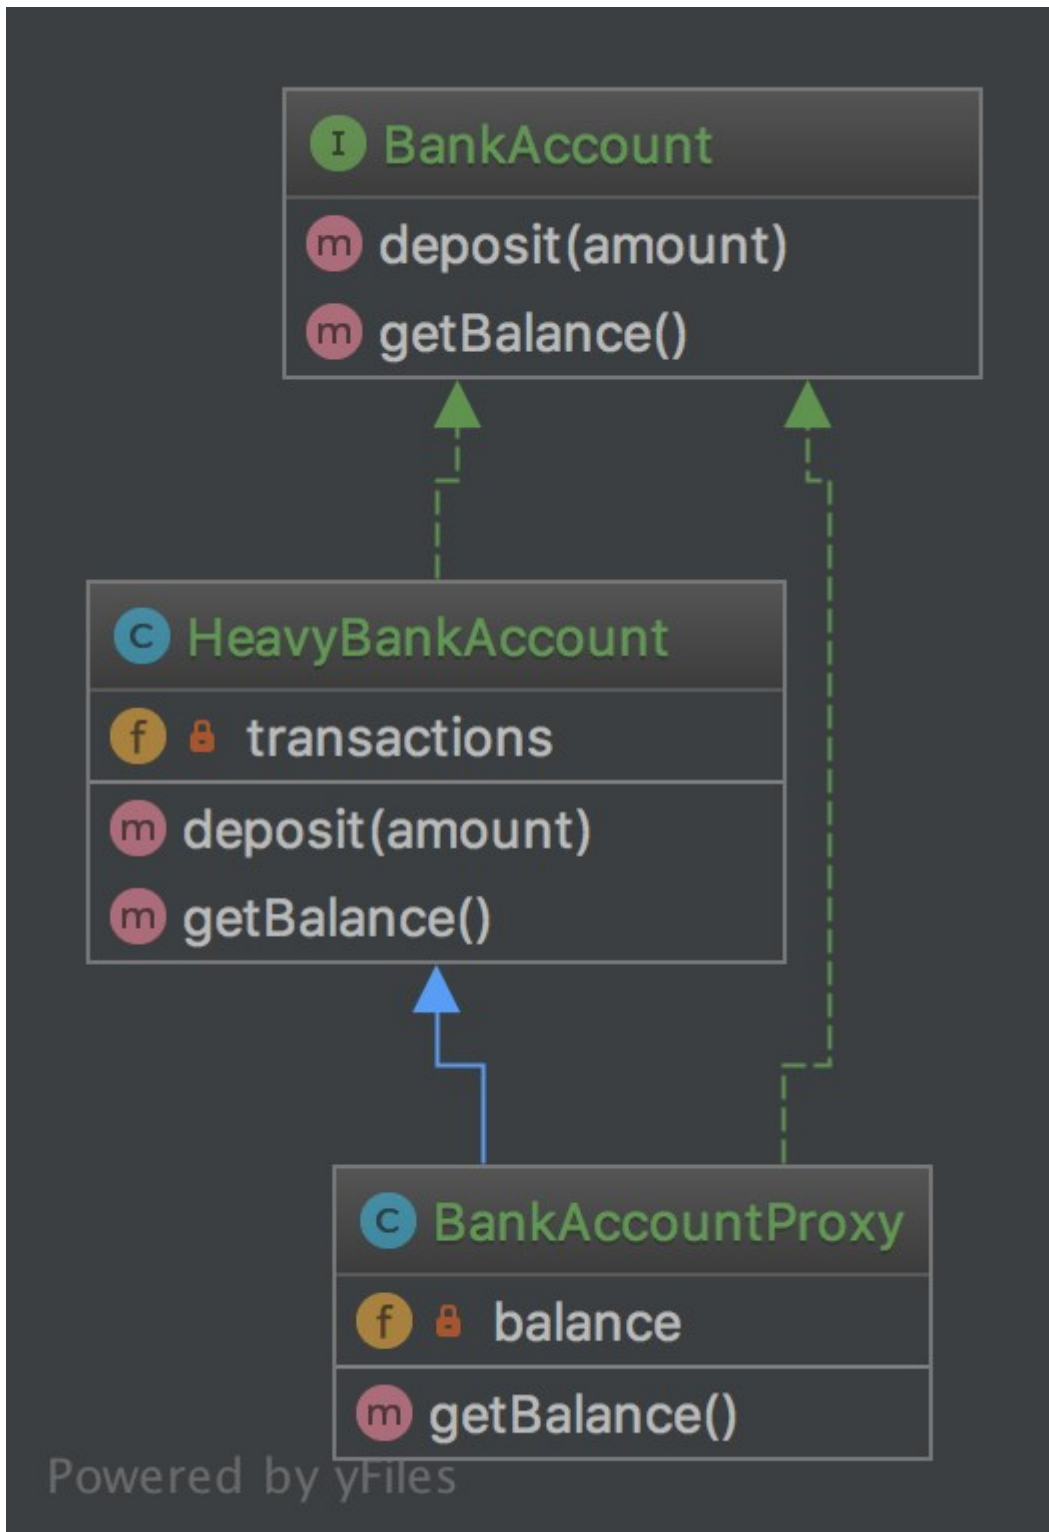 I BankAccount
m deposit(amount)
m getBalance()
C HeavyBankAccount
f transactions
m deposit(amount)
m getBalance()
C BankAccountProxy
f balance
m getBalance()
Powered by yFiles